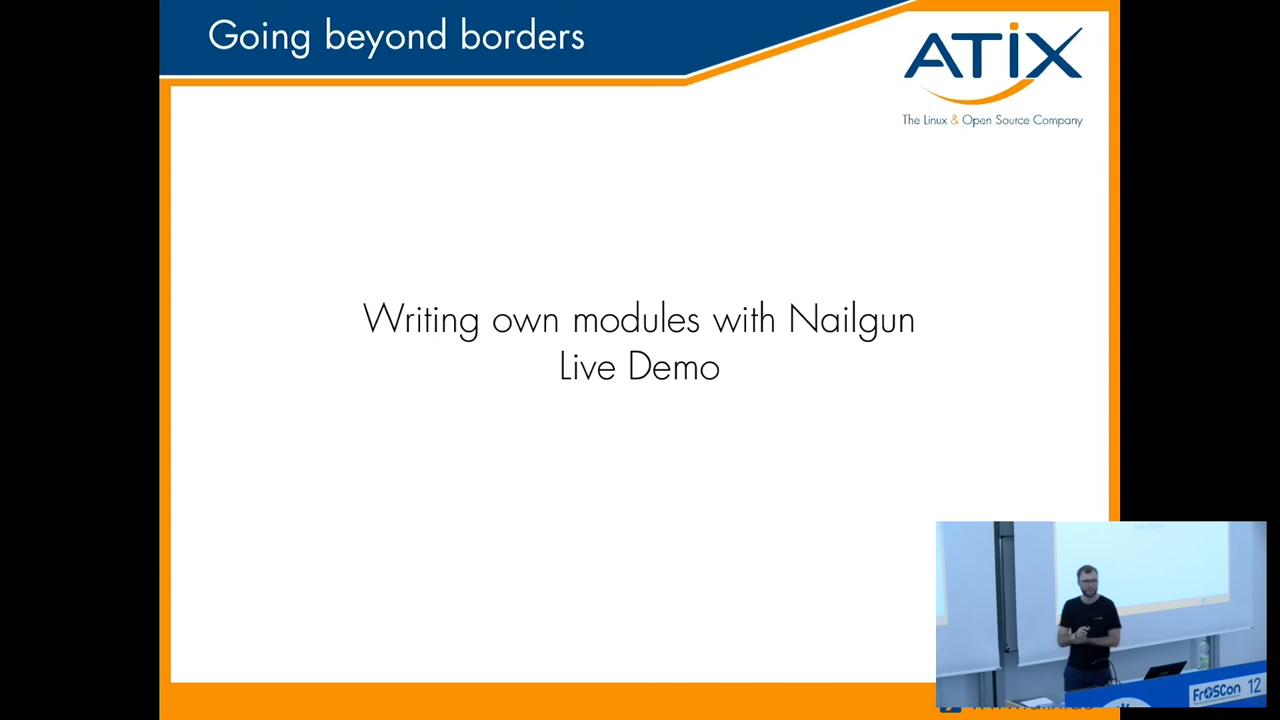 Going beyond borders
ATIX
The Linux & Open Source Company
Writing own modules with Nailgun
Live Demo
FrOSCon 12